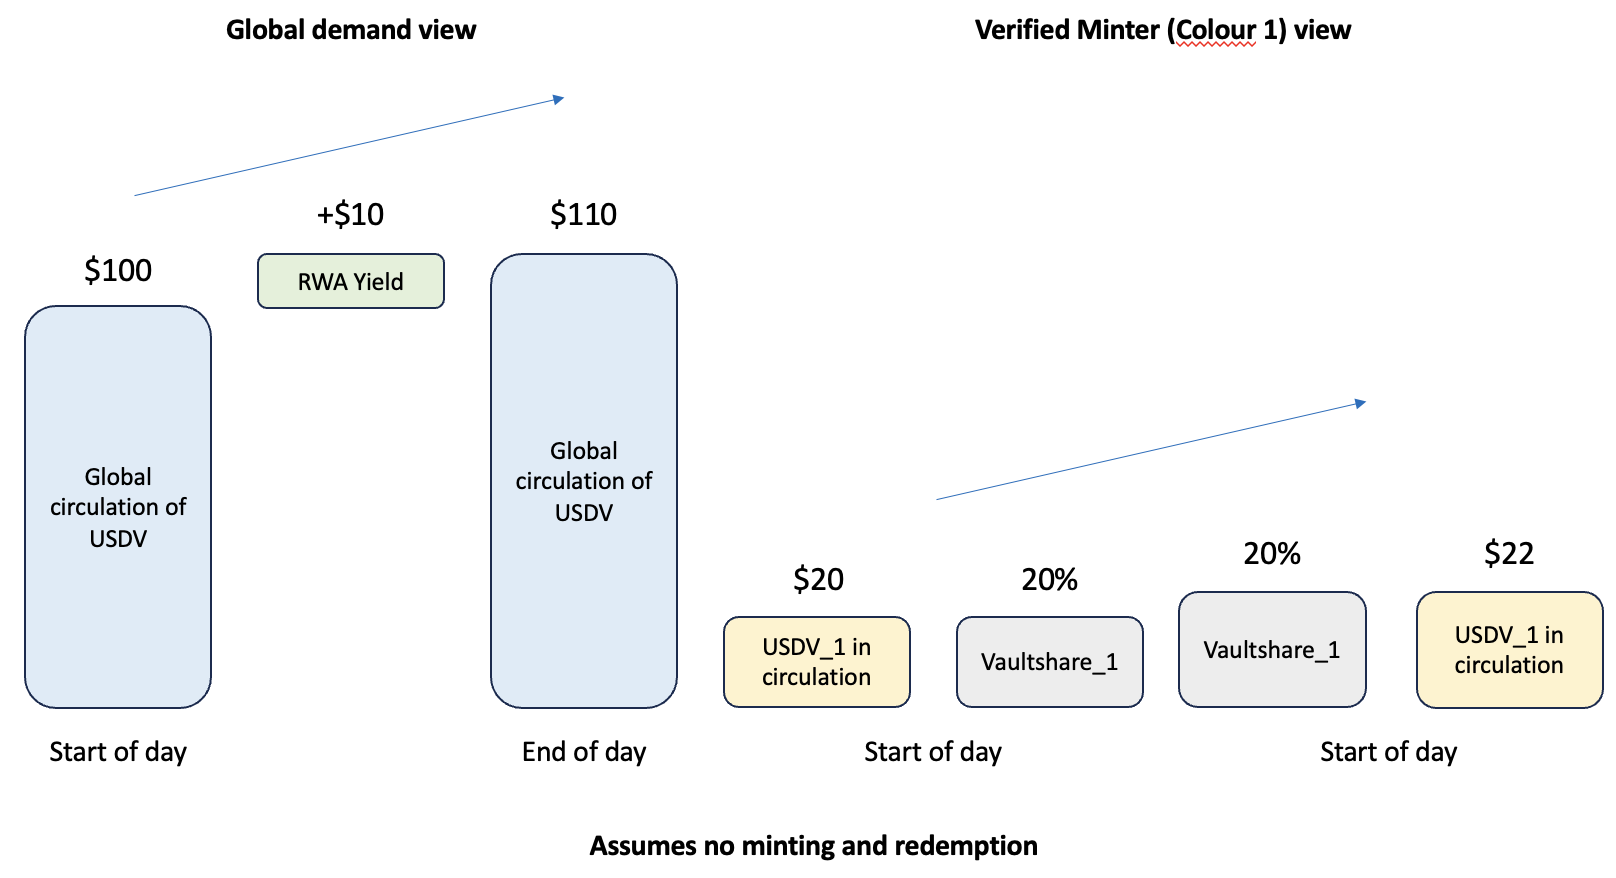 Global demand view
Verified Minter (Colour 1) view
+$10
$110
$100
RWA Yield
Global
circulation of
USDV
Global
circulation of
USDV
Start of day
End of day
20%
$22
$20
20%
USDV_1 in
circulation
Vaultshare_1
Vaultshare_1
USDV_1 in
circulation
Start of day
Start of day
Assumes no minting and redemption